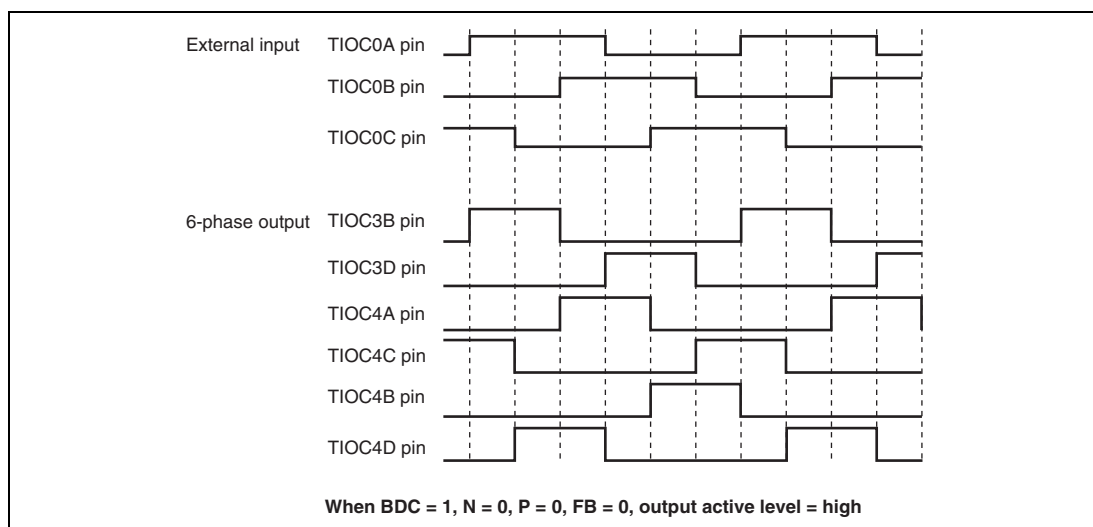 External input TIOC0A pin
TIOC0B pin
TIOC0C pin
6-phase output TIOC3B pin
TIOC3D pin
TIOC4A pin
TIOC4C pin
TIOC4B pin
TIOC4D pin
When BDC = 1, N = 0, P = 0, FB = 0, output active level = high